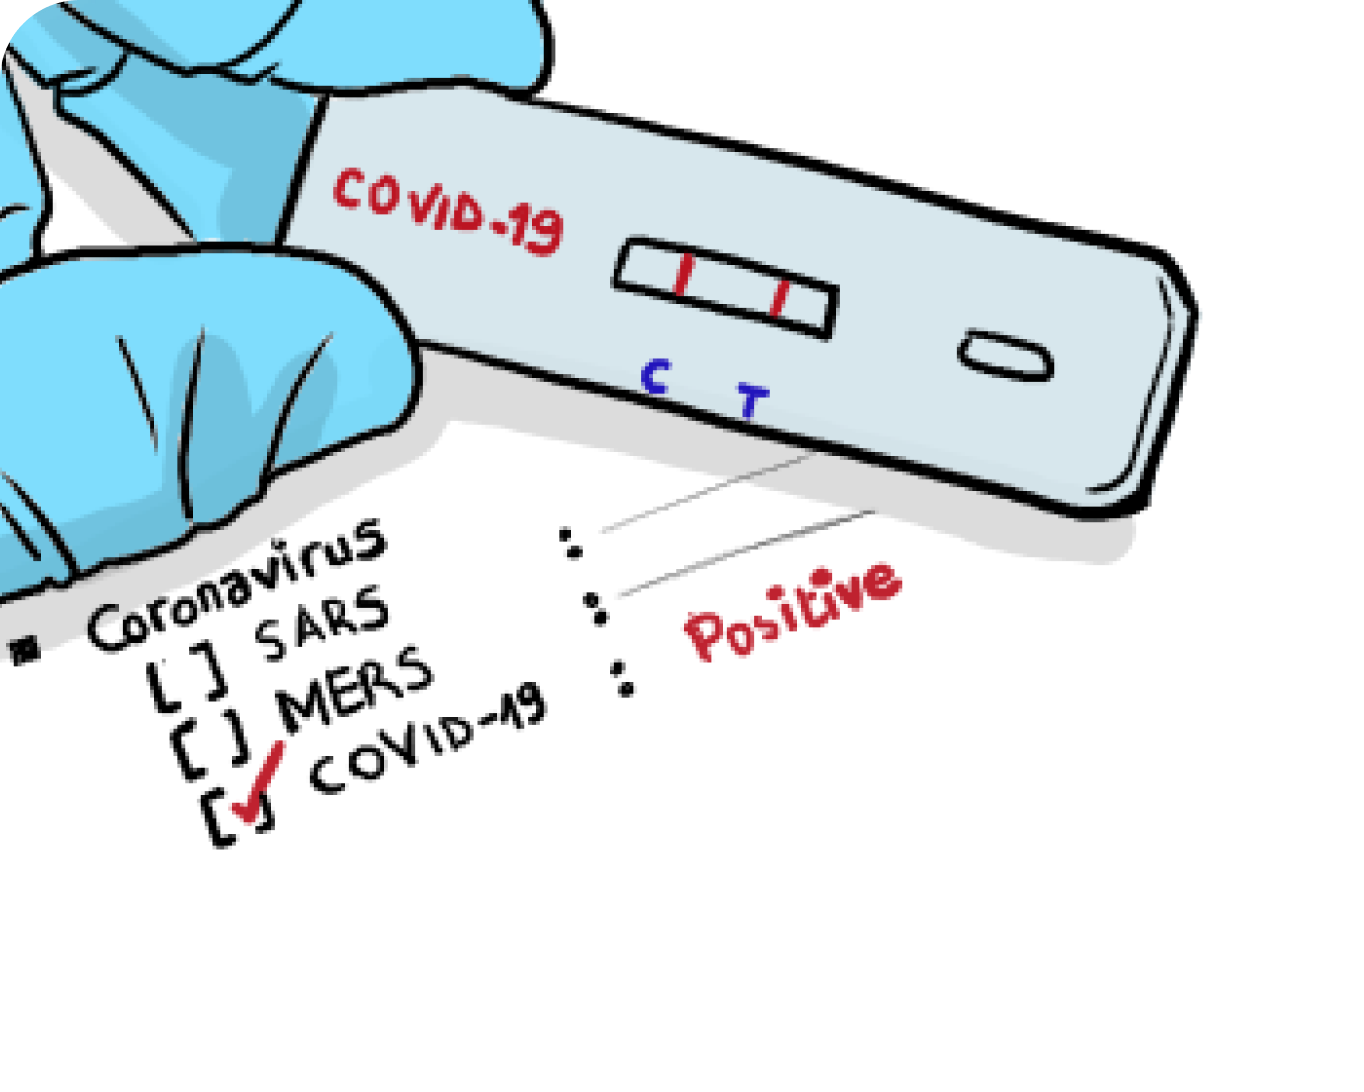 COVID-19
C T
Coronavirus
[ ] SARS :
[ ] MERS :
[✓] COVID-19 : Positive